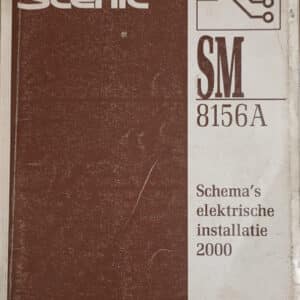 Scenic
SM
8156A
Schema's
elektrische
installatie
2000